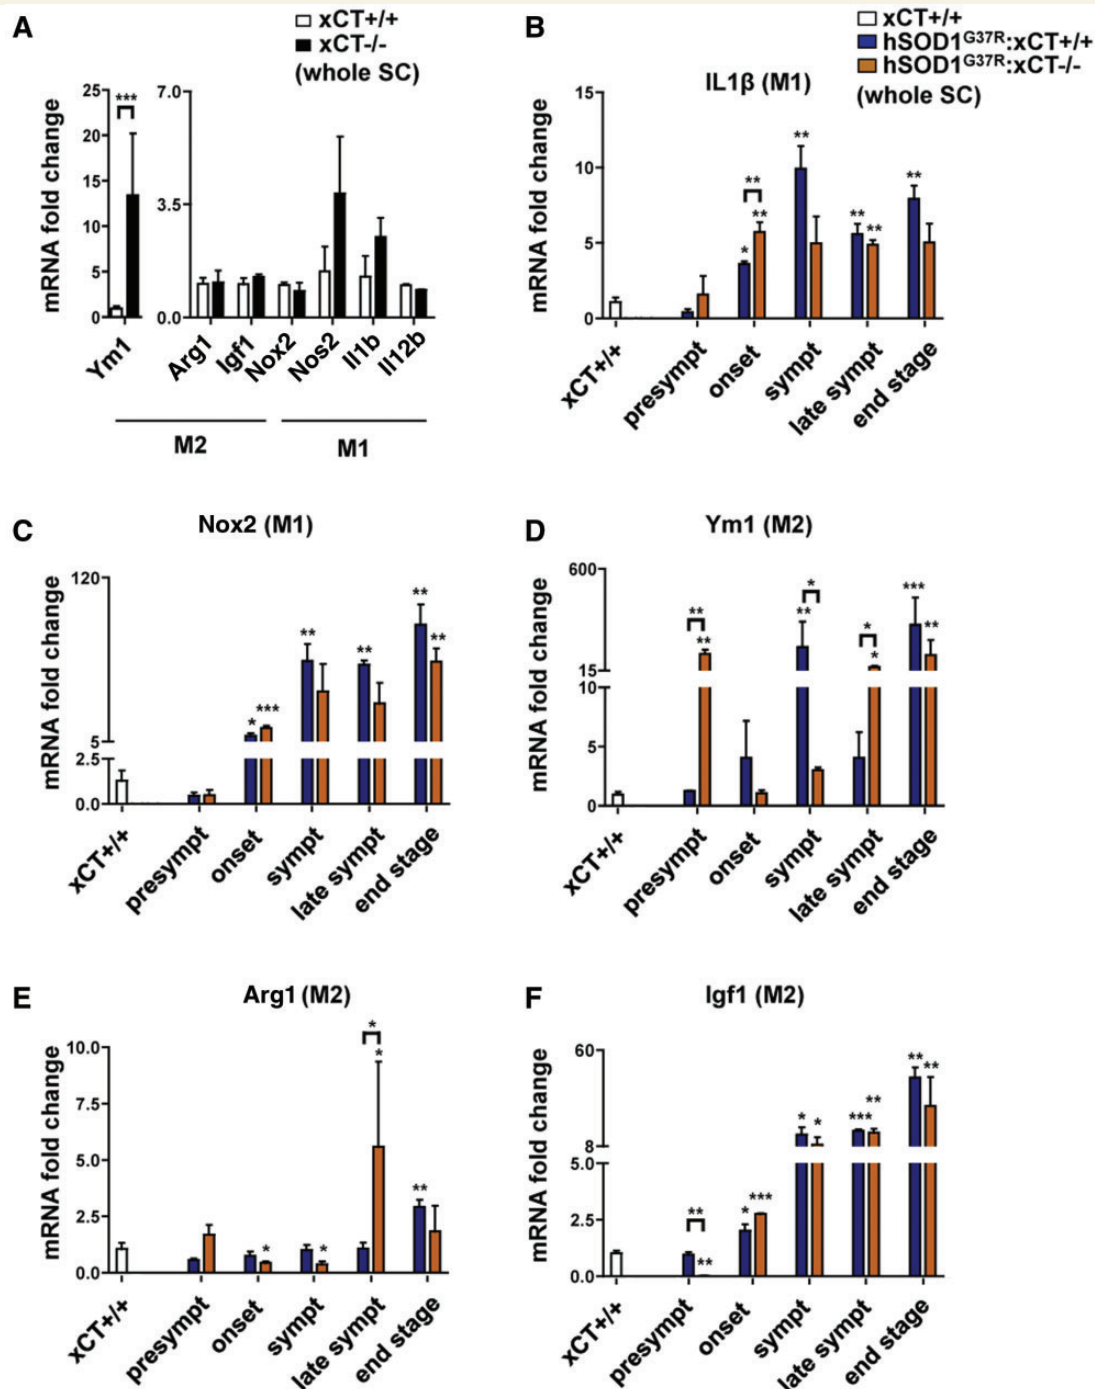 A
xCT+/+
xCT-/-
(whole SC)
mRNA fold change
25
20
15
10
5
0
***
7.0
3.5
0.0
Ym1
Arg1
Igf1
Nox2
Nos2
Il1b
Il12b
M2
M1
B
xCT+/+
hSOD1G37R:xCT+/+
hSOD1G37R:xCT-/-
(whole SC)
IL1β (M1)
mRNA fold change
15
10
5
0
*
**
**
**
**
**
**
xCT+/+
presympt
onset
sympt
late sympt
end stage
C
Nox2 (M1)
mRNA fold change
120
5
2.5
0.0
*
***
**
**
**
**
xCT+/+
presympt
onset
sympt
late sympt
end stage
D
Ym1 (M2)
mRNA fold change
600
15
10
5
0
**
**
**
*
*
*
***
**
xCT+/+
presympt
onset
sympt
late sympt
end stage
E
Arg1 (M2)
mRNA fold change
10.0
7.5
5.0
2.5
0.0
*
*
*
*
**
xCT+/+
presympt
onset
sympt
late sympt
end stage
F
Igf1 (M2)
mRNA fold change
60
8
5.0
2.5
0.0
**
**
*
***
*
*
***
**
**
**
xCT+/+
presympt
onset
sympt
late sympt
end stage